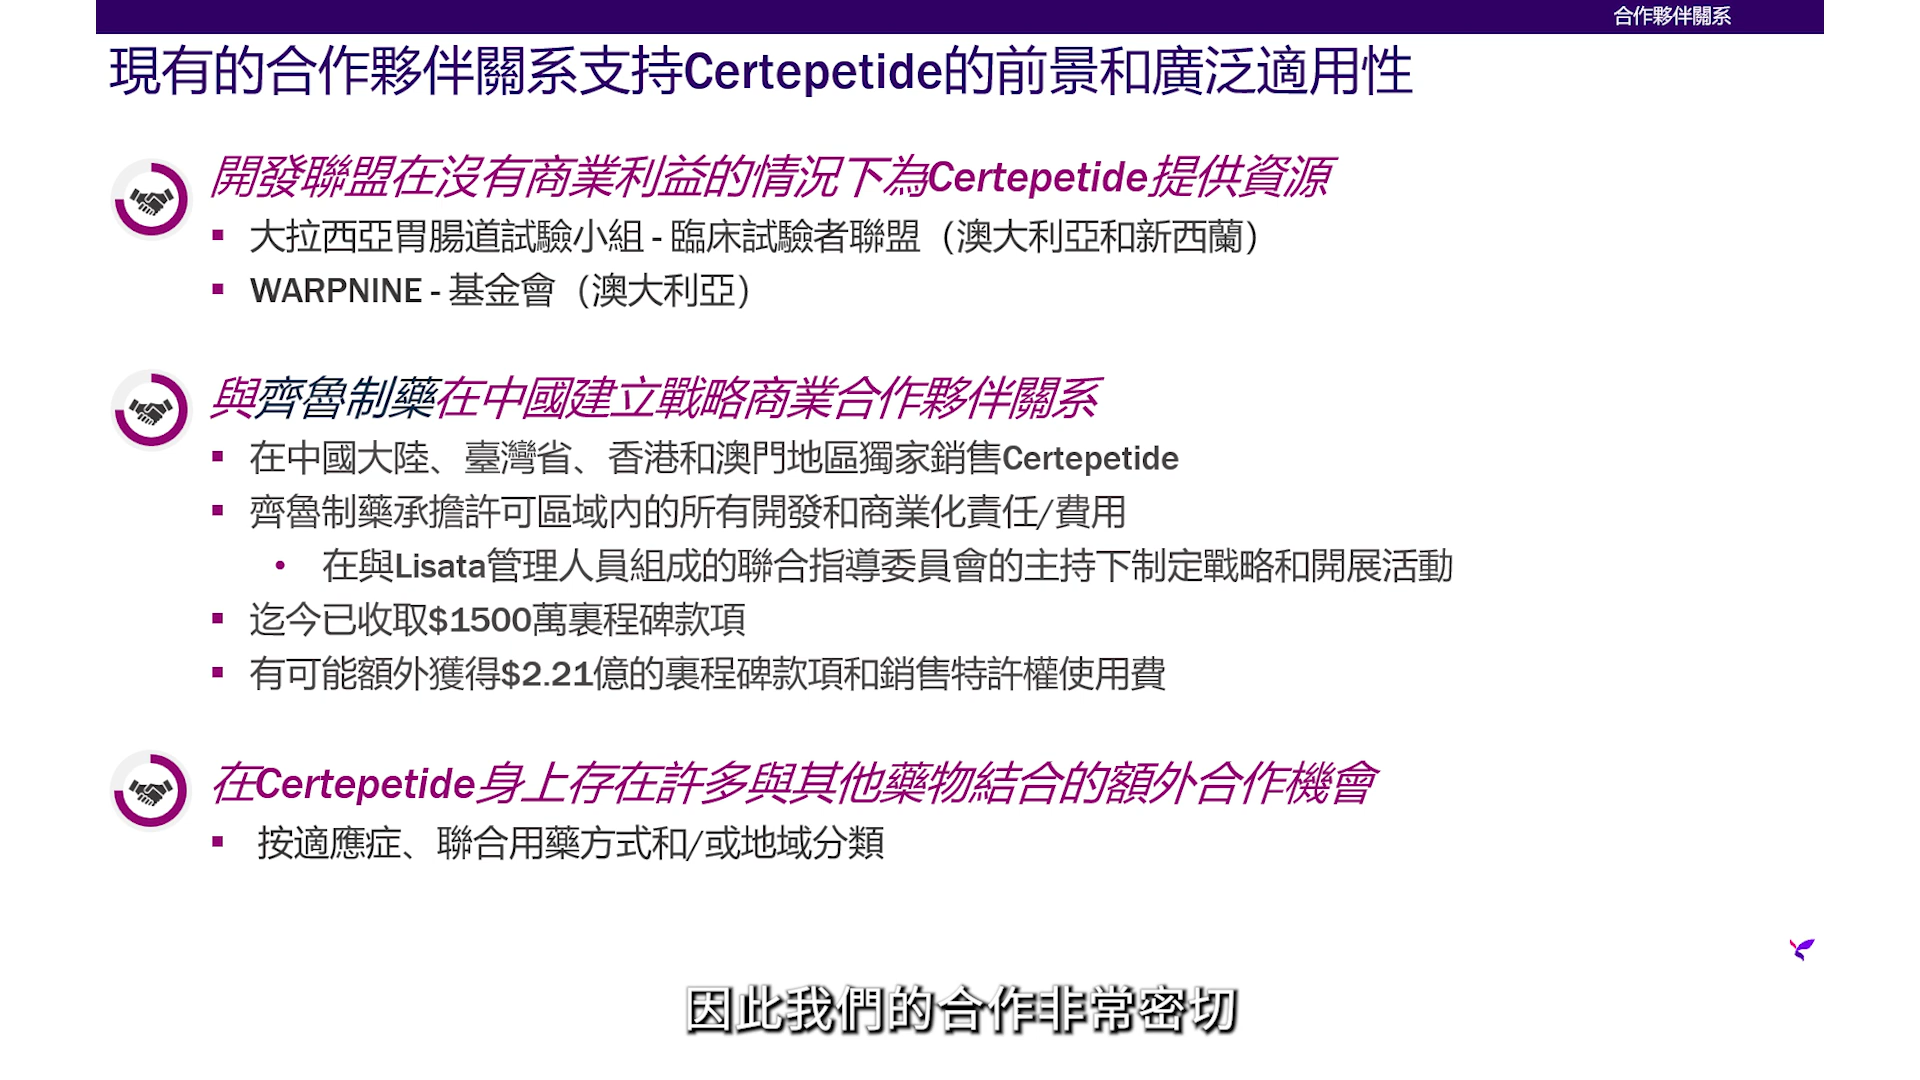 合作夥伴關系
現有的合作夥伴關系支持Certepetide的前景和廣泛適用性
開發聯盟在沒有商業利益的情況下為Certepetide提供資源
▪ 大拉西亞胃腸道試驗小組 - 臨床試驗者聯盟（澳大利亞和新西蘭）
▪ WARPNINE - 基金會（澳大利亞）
與齊魯制藥在中國建立戰略商業合作夥伴關系
▪ 在中國大陸、臺灣省、香港和澳門地區獨家銷售Certepetide
▪ 齊魯制藥承擔許可區域內的所有開發和商業化責任/費用
• 在與Lisata管理人員組成的聯合指導委員會的主持下制定戰略和開展活動
▪ 迄今已收取$1500萬裏程碑款項
▪ 有可能額外獲得$2.21億的裏程碑款項和銷售特許權使用費
在Certepetide身上存在許多與其他藥物結合的額外合作機會
▪ 按適應症、聯合用藥方式和/或地域分類
因此我們的合作非常密切